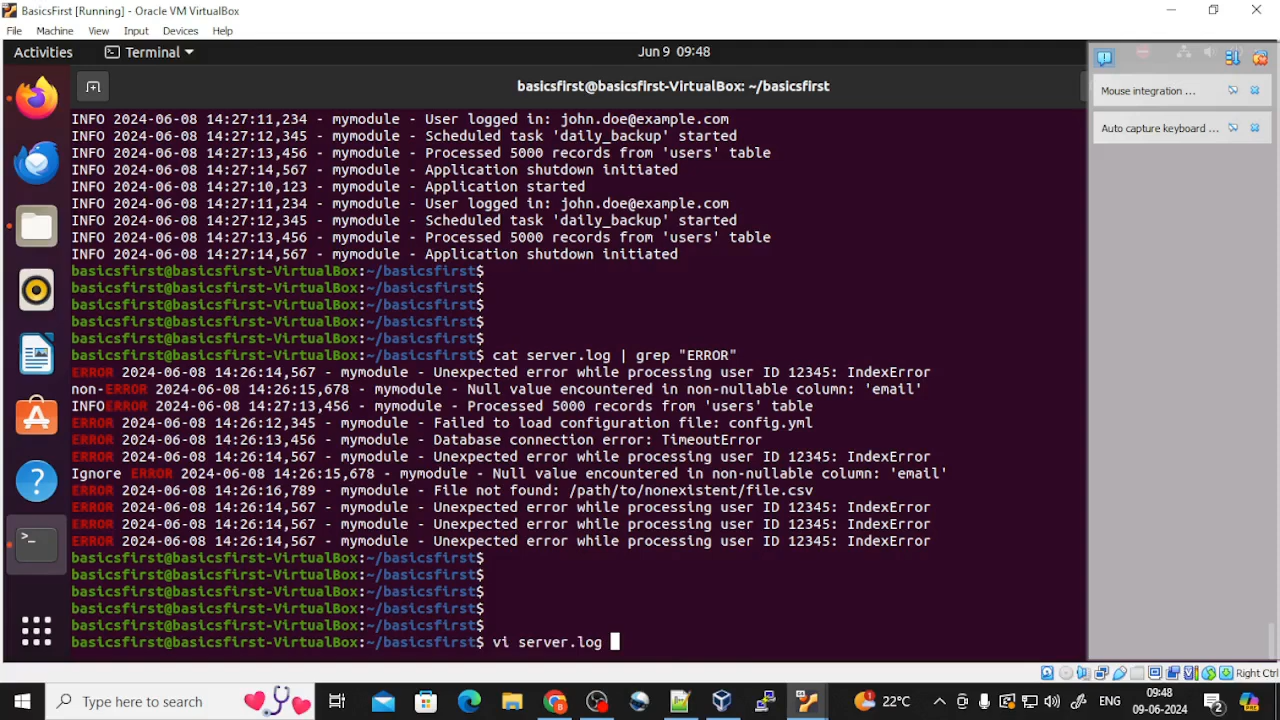 BasicsFirst [Running] - Oracle VM VirtualBox
File Machine View Input Devices Help
Activities Terminal Jun 9 09:48
basicsfirst@basicsfirst-VirtualBox: ~/basicsfirst
Mouse integration ...
Auto capture keyboard ...
INFO 2024-06-08 14:27:11,234 - mymodule - User logged in: john.doe@example.com
INFO 2024-06-08 14:27:12,345 - mymodule - Scheduled task 'daily_backup' started
INFO 2024-06-08 14:27:13,456 - mymodule - Processed 5000 records from 'users' table
INFO 2024-06-08 14:27:14,567 - mymodule - Application shutdown initiated
INFO 2024-06-08 14:27:10,123 - mymodule - Application started
INFO 2024-06-08 14:27:11,234 - mymodule - User logged in: john.doe@example.com
INFO 2024-06-08 14:27:12,345 - mymodule - Scheduled task 'daily_backup' started
INFO 2024-06-08 14:27:13,456 - mymodule - Processed 5000 records from 'users' table
INFO 2024-06-08 14:27:14,567 - mymodule - Application shutdown initiated
basicsfirst@basicsfirst-VirtualBox:~/basicsfirst$
basicsfirst@basicsfirst-VirtualBox:~/basicsfirst$
basicsfirst@basicsfirst-VirtualBox:~/basicsfirst$
basicsfirst@basicsfirst-VirtualBox:~/basicsfirst$
basicsfirst@basicsfirst-VirtualBox:~/basicsfirst$
basicsfirst@basicsfirst-VirtualBox:~/basicsfirst$ cat server.log | grep "ERROR"
ERROR 2024-06-08 14:26:14,567 - mymodule - Unexpected error while processing user ID 12345: IndexError
non-ERROR 2024-06-08 14:26:15,678 - mymodule - Null value encountered in non-nullable column: 'email'
INFOERROR 2024-06-08 14:27:13,456 - mymodule - Processed 5000 records from 'users' table
ERROR 2024-06-08 14:26:12,345 - mymodule - Failed to load configuration file: config.yml
ERROR 2024-06-08 14:26:13,456 - mymodule - Database connection error: TimeoutError
ERROR 2024-06-08 14:26:14,567 - mymodule - Unexpected error while processing user ID 12345: IndexError
Ignore ERROR 2024-06-08 14:26:15,678 - mymodule - Null value encountered in non-nullable column: 'email'
ERROR 2024-06-08 14:26:16,789 - mymodule - File not found: /path/to/nonexistent/file.csv
ERROR 2024-06-08 14:26:14,567 - mymodule - Unexpected error while processing user ID 12345: IndexError
ERROR 2024-06-08 14:26:14,567 - mymodule - Unexpected error while processing user ID 12345: IndexError
ERROR 2024-06-08 14:26:14,567 - mymodule - Unexpected error while processing user ID 12345: IndexError
basicsfirst@basicsfirst-VirtualBox:~/basicsfirst$
basicsfirst@basicsfirst-VirtualBox:~/basicsfirst$
basicsfirst@basicsfirst-VirtualBox:~/basicsfirst$
basicsfirst@basicsfirst-VirtualBox:~/basicsfirst$
basicsfirst@basicsfirst-VirtualBox:~/basicsfirst$
basicsfirst@basicsfirst-VirtualBox:~/basicsfirst$ vi server.log
Right Ctrl
Type here to search
22°C
ENG
09:48
09-06-2024
2